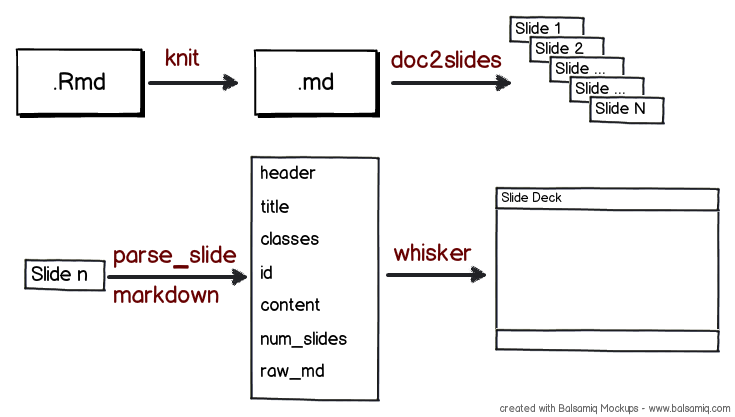 knit
doc2slides
.Rmd
.md
Slide 1
Slide 2
Slide ...
Slide ...
Slide N
Slide n
parse_slide
markdown
header
title
classes
id
content
num_slides
raw_md
whisker
Slide Deck
created with Balsamiq Mockups - www.balsamiq.com